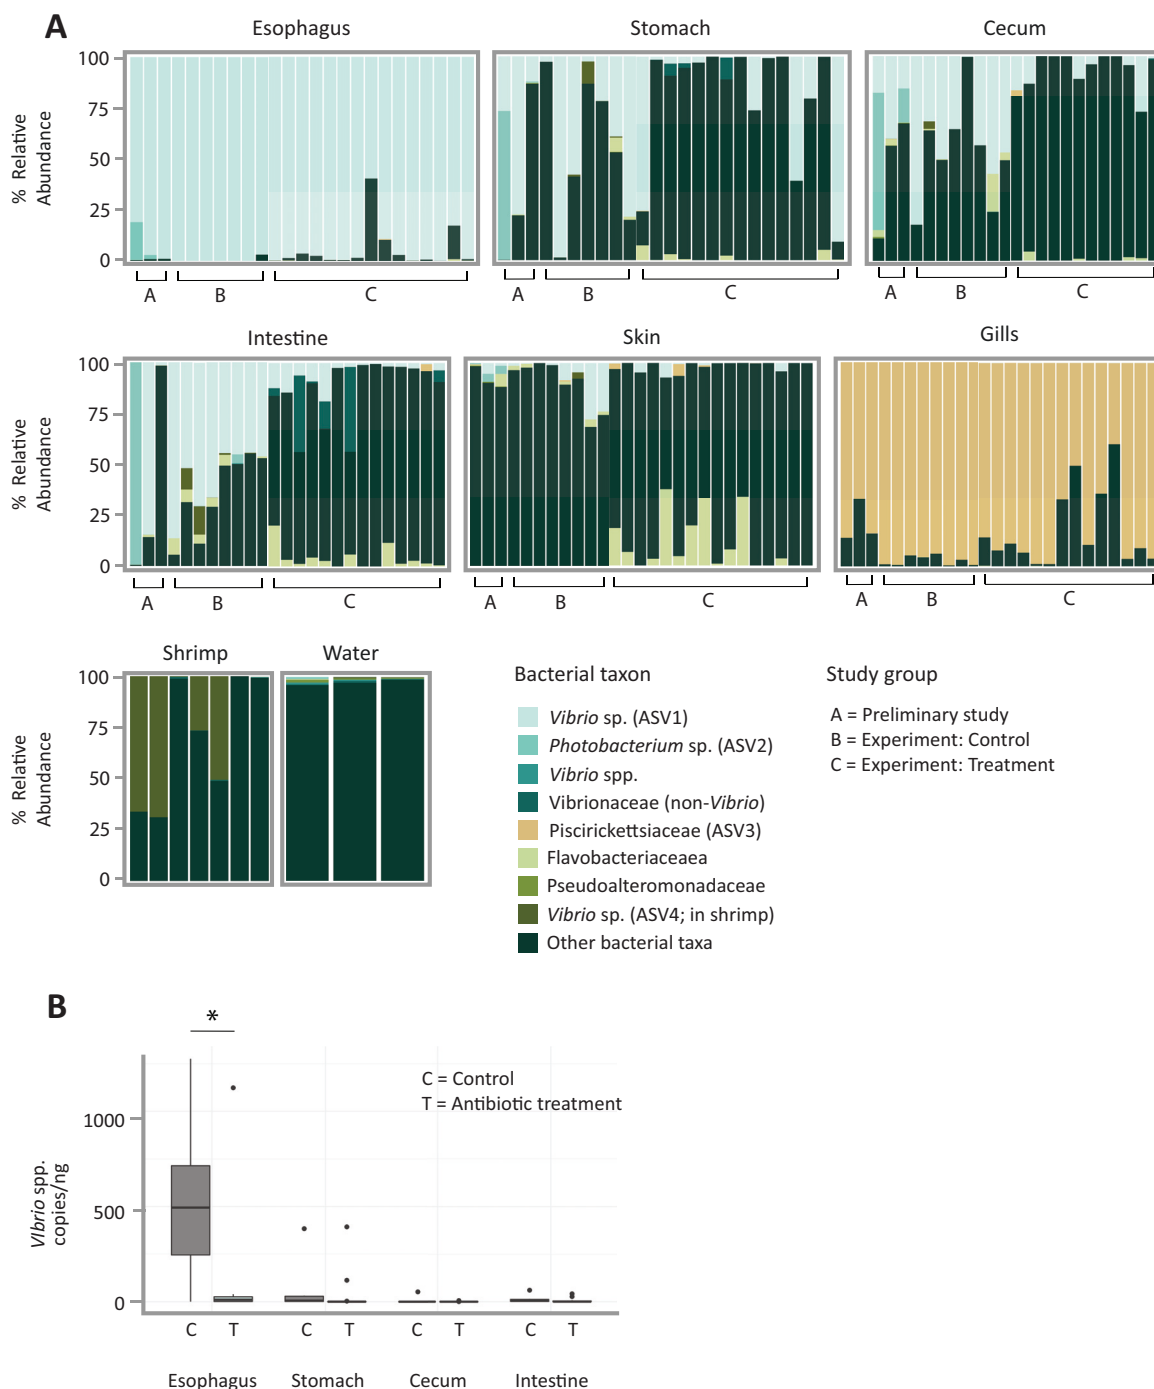 A
Esophagus
Stomach
Cecum
% Relative
Abundance
100
75
50
25
0
A
B
C
A
B
C
A
B
C
Intestine
Skin
Gills
% Relative
Abundance
100
75
50
25
0
A
B
C
A
B
C
A
B
C
Shrimp
Water
% Relative
Abundance
100
75
50
25
0
Bacterial taxon
Vibrio sp. (ASV1)
Photobacterium sp. (ASV2)
Vibrio spp.
Vibrionaceae (non-Vibrio)
Piscirickettsiaceae (ASV3)
Flavobacteriaceaea
Pseudoalteromonadaceae
Vibrio sp. (ASV4; in shrimp)
Other bacterial taxa
Study group
A = Preliminary study
B = Experiment: Control
C = Experiment: Treatment
B
*
C = Control
T = Antibiotic treatment
VIbrio spp.
copies/ng
1000
500
0
C T C T C T C T
Esophagus Stomach Cecum Intestine